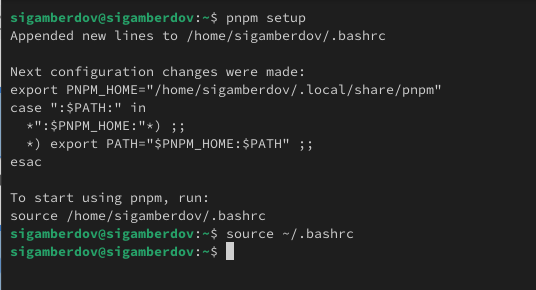 sigamberdov@sigamberdov:~$ pnpm setup
Appended new lines to /home/sigamberdov/.bashrc

Next configuration changes were made:
export PNPM_HOME="/home/sigamberdov/.local/share/pnpm"
case ":$PATH:" in
  *":$PNPM_HOME:"*) ;;
  *) export PATH="$PNPM_HOME:$PATH" ;;
esac

To start using pnpm, run:
source /home/sigamberdov/.bashrc
sigamberdov@sigamberdov:~$ source ~/.bashrc
sigamberdov@sigamberdov:~$